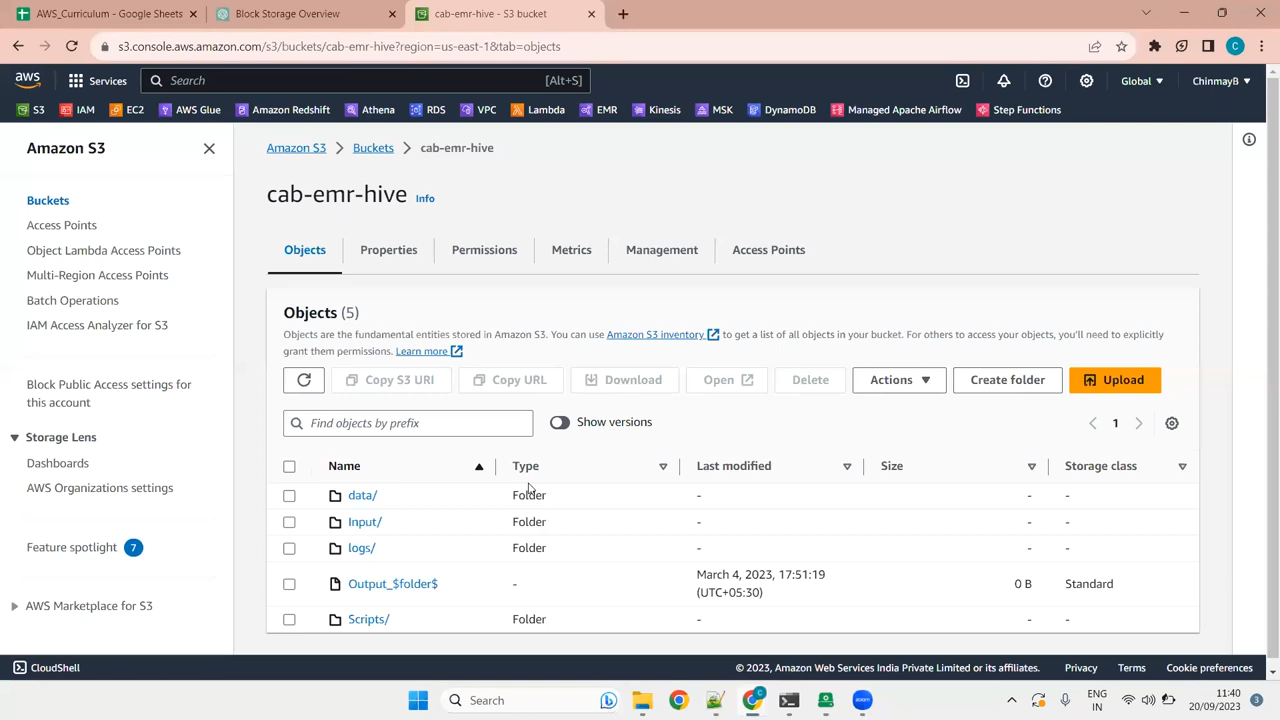 AWS_Curriculum - Google Sheets
Block Storage Overview
cab-emr-hive - S3 bucket
s3.console.aws.amazon.com/s3/buckets/cab-emr-hive?region=us-east-1&tab=objects
C
aws
Services
Search
[Alt+S]
Global
ChinmayB
S3
IAM
EC2
AWS Glue
Amazon Redshift
Athena
RDS
VPC
Lambda
EMR
Kinesis
MSK
DynamoDB
Managed Apache Airflow
Step Functions
Amazon S3
Buckets
Access Points
Object Lambda Access Points
Multi-Region Access Points
Batch Operations
IAM Access Analyzer for S3
Block Public Access settings for
this account
Storage Lens
Dashboards
AWS Organizations settings
Feature spotlight 7
AWS Marketplace for S3
Amazon S3 > Buckets > cab-emr-hive
cab-emr-hive Info
Objects
Properties
Permissions
Metrics
Management
Access Points
Objects (5)
Objects are the fundamental entities stored in Amazon S3. You can use Amazon S3 inventory to get a list of all objects in your bucket. For others to access your objects, you'll need to explicitly
grant them permissions. Learn more
Copy S3 URI
Copy URL
Download
Open
Delete
Actions
Create folder
Upload
Find objects by prefix
Show versions
1
Name Type Last modified Size Storage class
data/ Folder - - -
Input/ Folder - - -
logs/ Folder - - -
Output_$folder$ - March 4, 2023, 17:51:19 (UTC+05:30) 0 B Standard
Scripts/ Folder - - -
CloudShell
© 2023, Amazon Web Services India Private Limited or its affiliates.
Privacy
Terms
Cookie preferences
Search
C
zoom
ENG
IN
11:40
20/09/2023
3